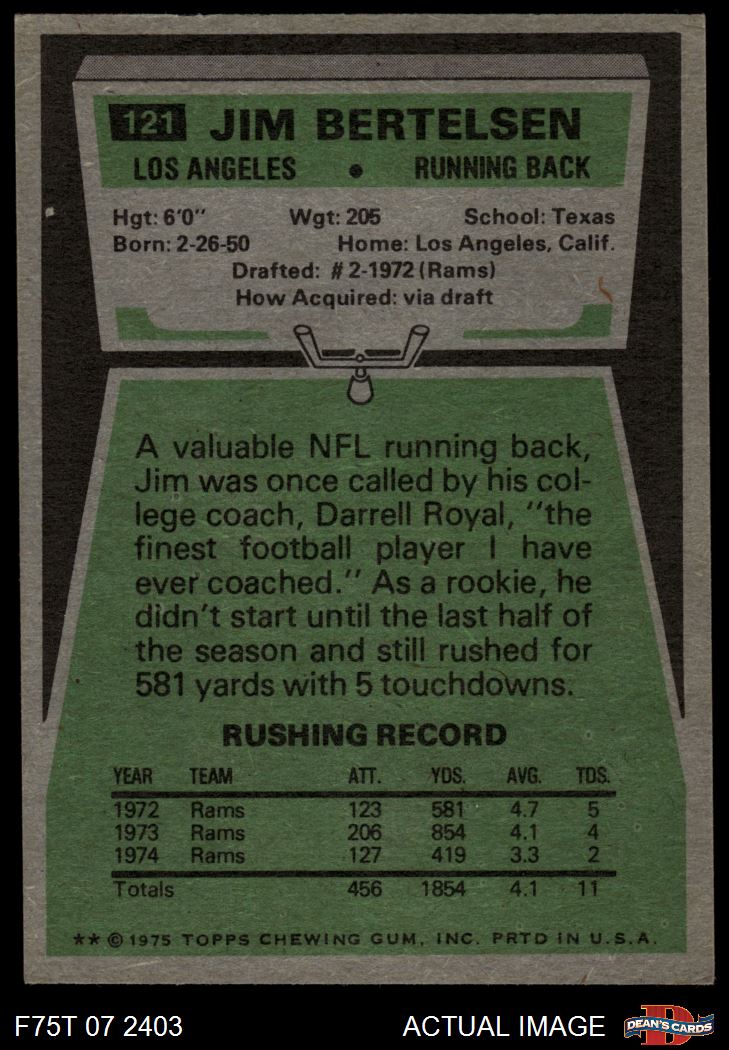 121 JIM BERTELSEN
LOS ANGELES • RUNNING BACK
Hgt: 6'0" Wgt: 205 School: Texas
Born: 2-26-50 Home: Los Angeles, Calif.
Drafted: #2-1972 (Rams)
How Acquired: via draft
A valuable NFL running back,
Jim was once called by his col-
lege coach, Darrell Royal, "the
finest football player I have
ever coached." As a rookie, he
didn't start until the last half of
the season and still rushed for
581 yards with 5 touchdowns.
RUSHING RECORD
YEAR TEAM ATT. YDS. AVG. TDS.
1972 Rams 123 581 4.7 5
1973 Rams 206 854 4.1 4
1974 Rams 127 419 3.3 2
Totals 456 1854 4.1 11
** © 1975 TOPPS CHEWING GUM, INC. PRTD IN U.S.A.
F75T 07 2403 ACTUAL IMAGE DEAN'S CARDS